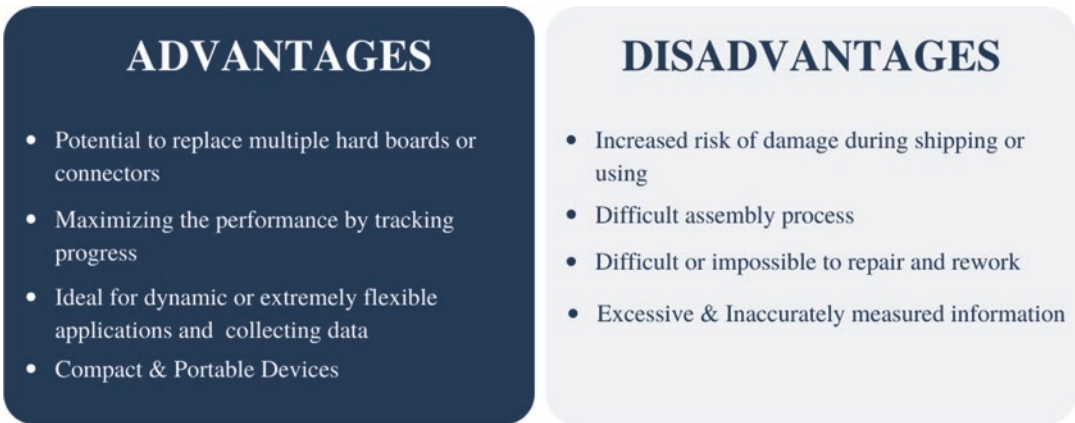 ADVANTAGES
• Potential to replace multiple hard boards or
connectors
• Maximizing the performance by tracking
progress
• Ideal for dynamic or extremely flexible
applications and collecting data
• Compact & Portable Devices
DISADVANTAGES
• Increased risk of damage during shipping or
using
• Difficult assembly process
• Difficult or impossible to repair and rework
• Excessive & Inaccurately measured information